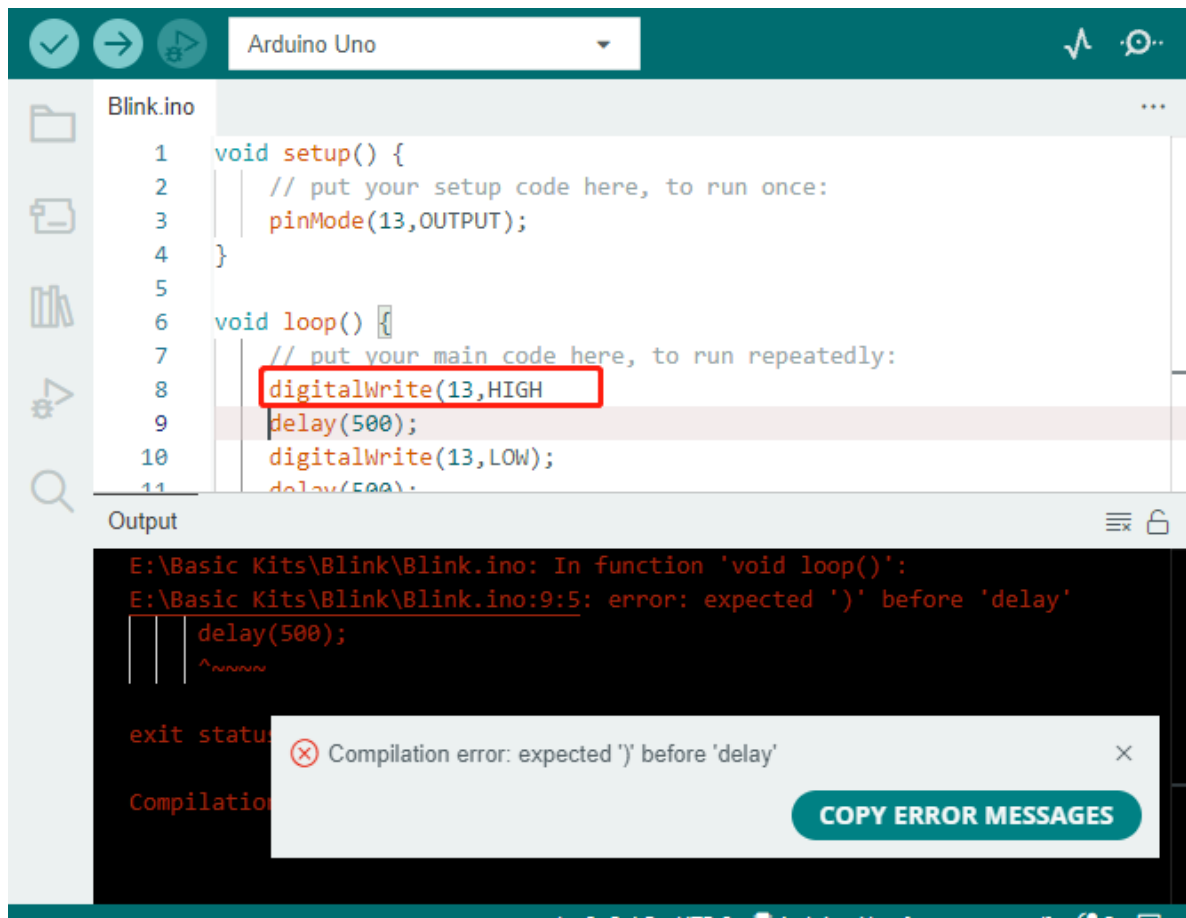 Arduino Uno
Blink.ino
1 void setup() {
2 // put your setup code here, to run once:
3 pinMode(13,OUTPUT);
4 }
5
6 void loop() {
7 // put your main code here, to run repeatedly:
8 digitalWrite(13,HIGH
9 delay(500);
10 digitalWrite(13,LOW);
11 delay(500);
Output
E:\Basic Kits\Blink\Blink.ino: In function 'void loop()':
E:\Basic Kits\Blink\Blink.ino:9:5: error: expected ')' before 'delay'
delay(500);
^~~~~
exit status
Compilation error: expected ')' before 'delay'
Compilation
COPY ERROR MESSAGES